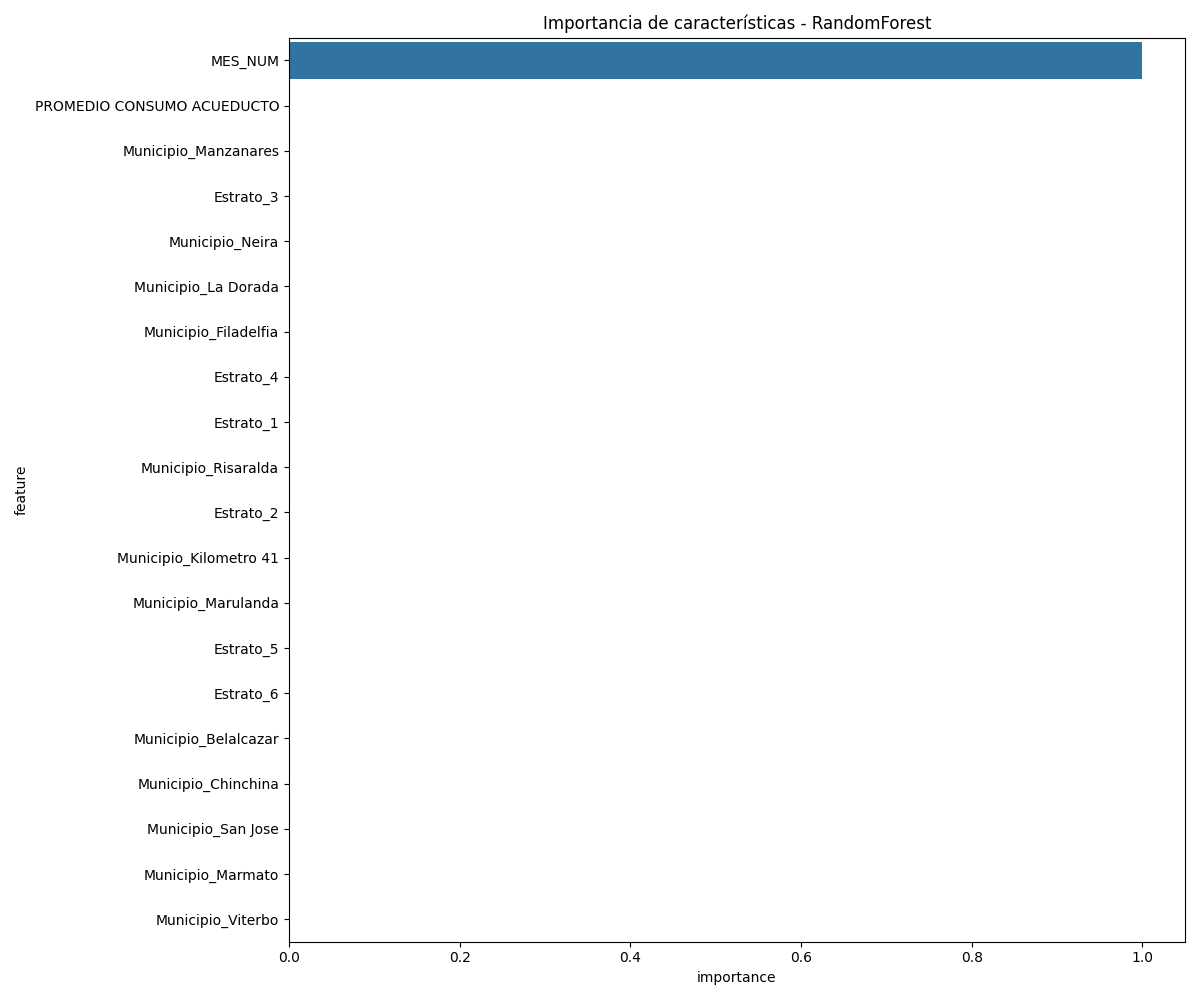 Importancia de características - RandomForest
MES_NUM
PROMEDIO CONSUMO ACUEDUCTO
Municipio_Manzanares
Estrato_3
Municipio_Neira
Municipio_La Dorada
Municipio_Filadelfia
Estrato_4
Estrato_1
Municipio_Risaralda
Estrato_2
Municipio_Kilometro 41
Municipio_Marulanda
Estrato_5
Estrato_6
Municipio_Belalcazar
Municipio_Chinchina
Municipio_San Jose
Municipio_Marmato
Municipio_Viterbo
feature
0.0 0.2 0.4 0.6 0.8 1.0
importance